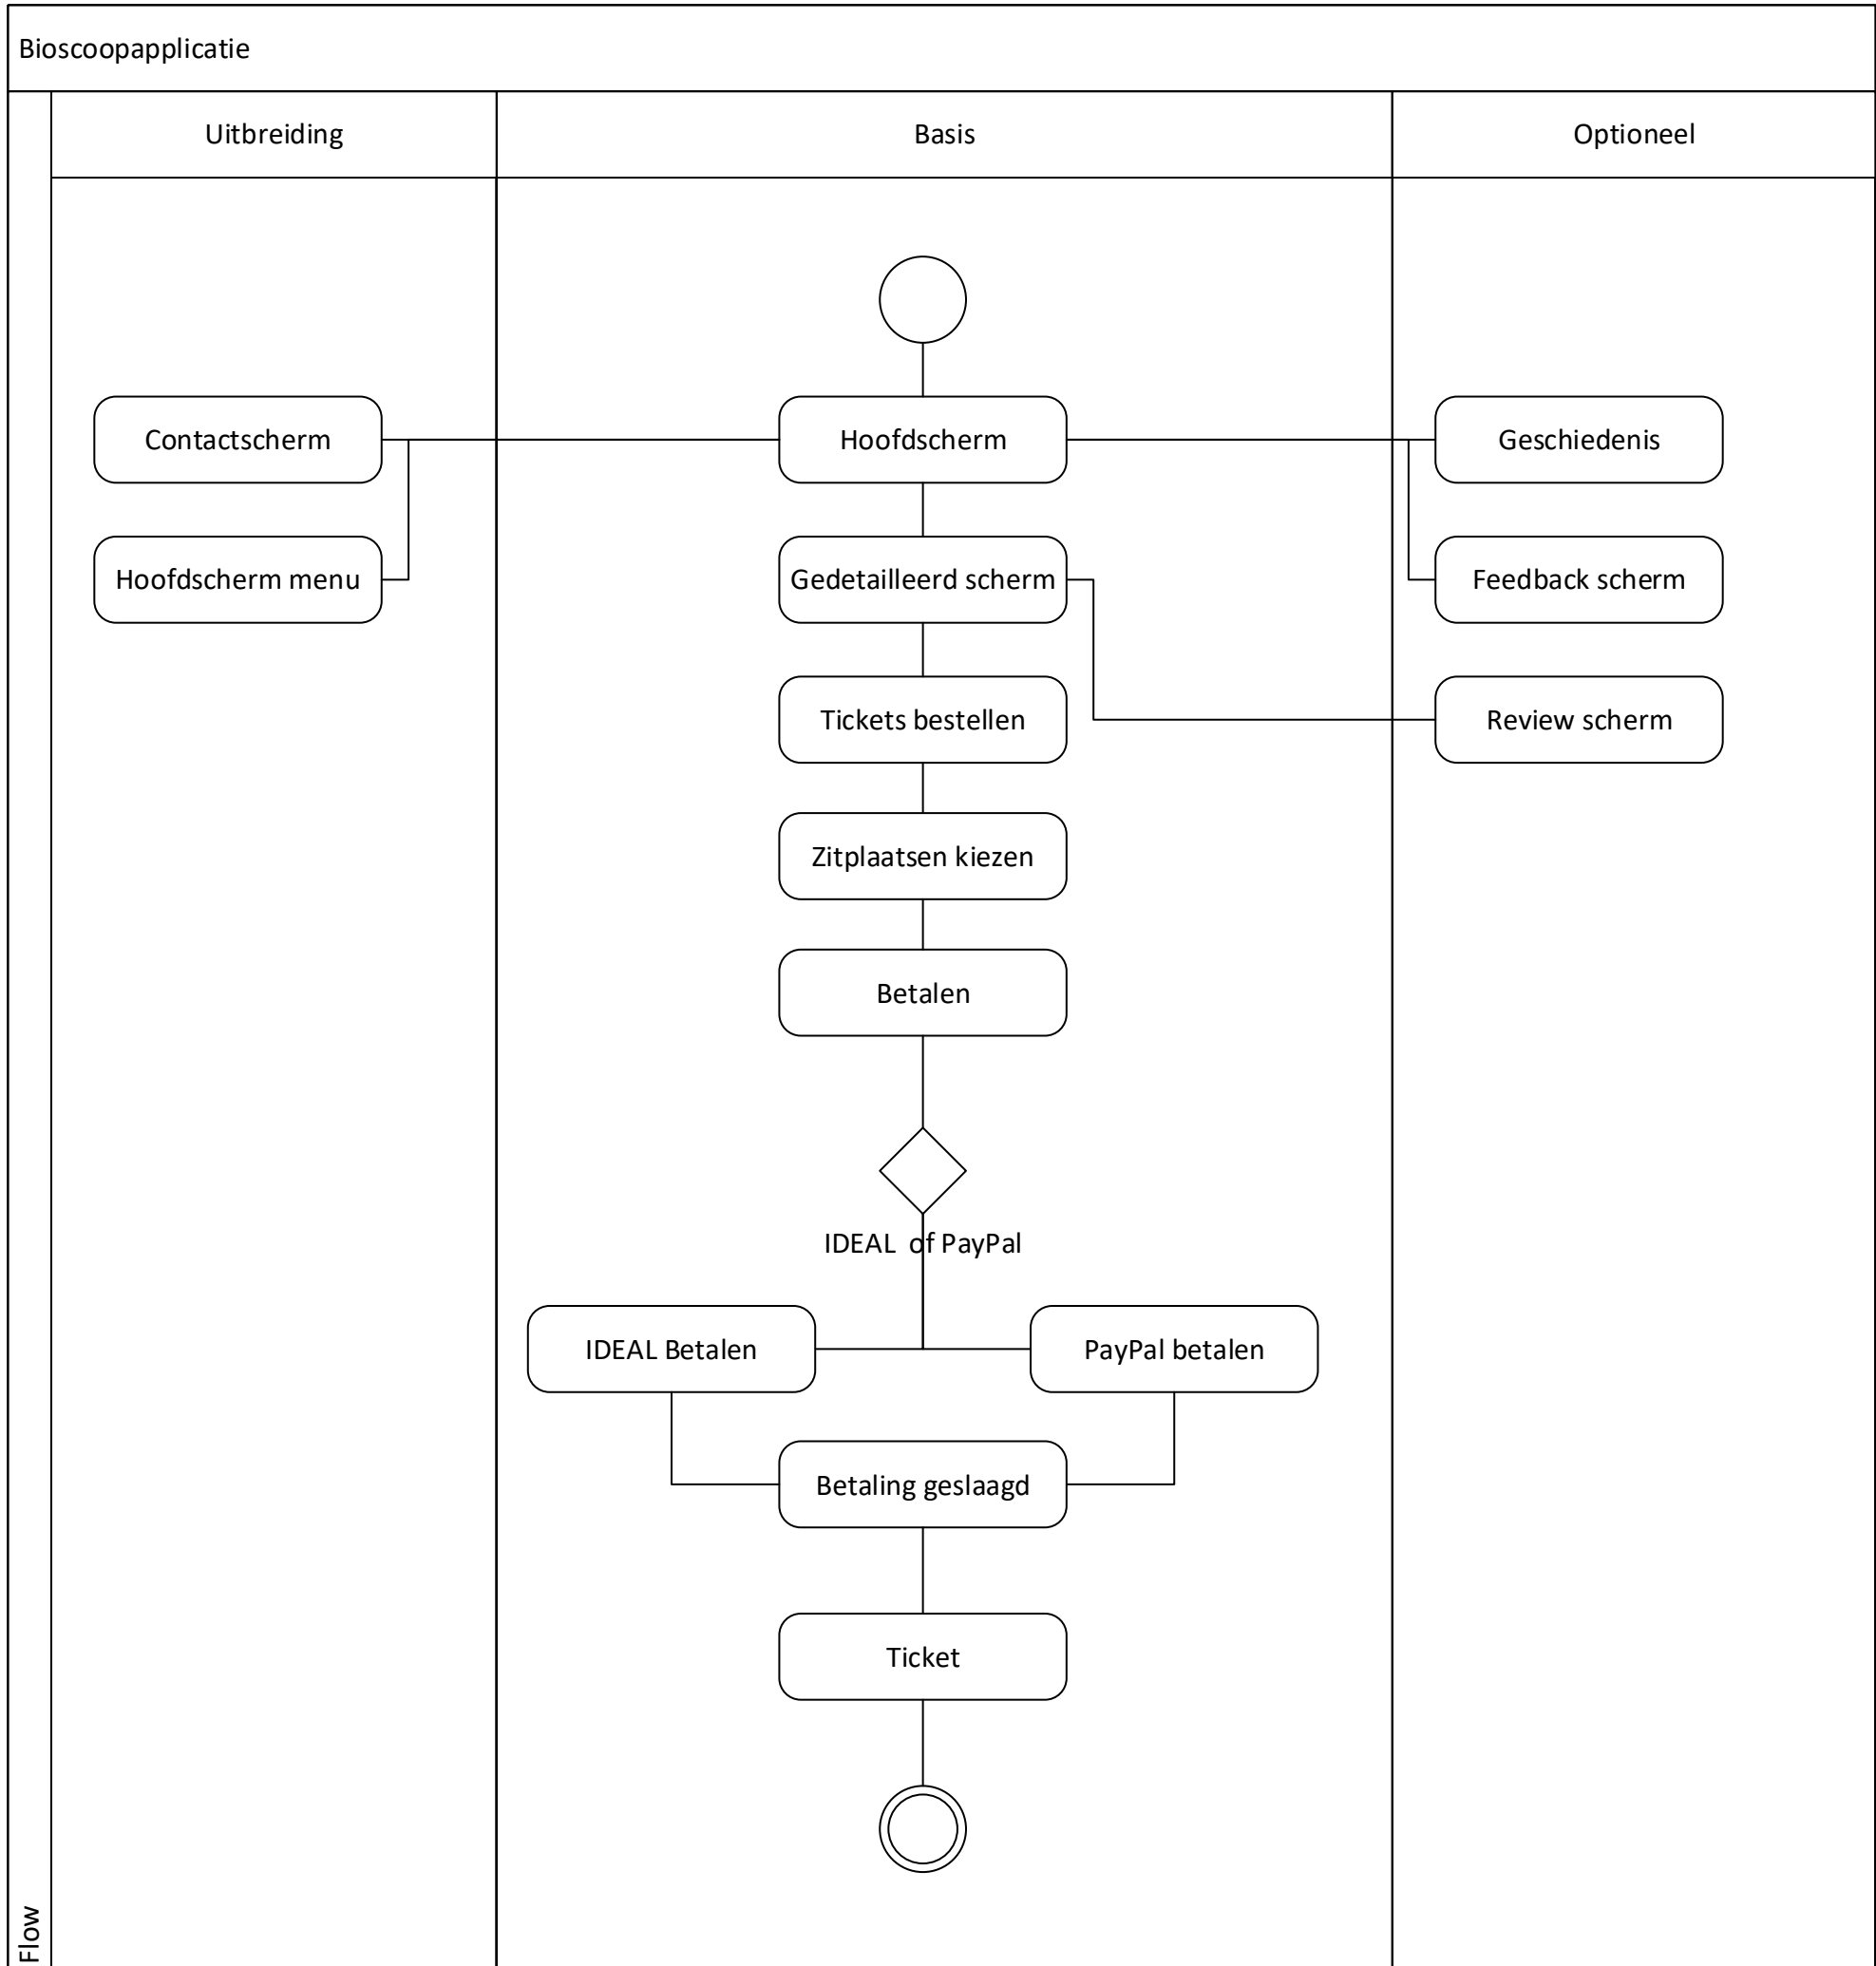 Bioscoopapplicatie
Uitbreiding
Basis
Optioneel
Contactscherm
Hoofdscherm
Geschiedenis
Hoofdscherm menu
Gedetailleerd scherm
Feedback scherm
Tickets bestellen
Review scherm
Zitplaatsen kiezen
Betalen
IDEAL of PayPal
IDEAL Betalen
PayPal betalen
Betaling geslaagd
Ticket
Flow